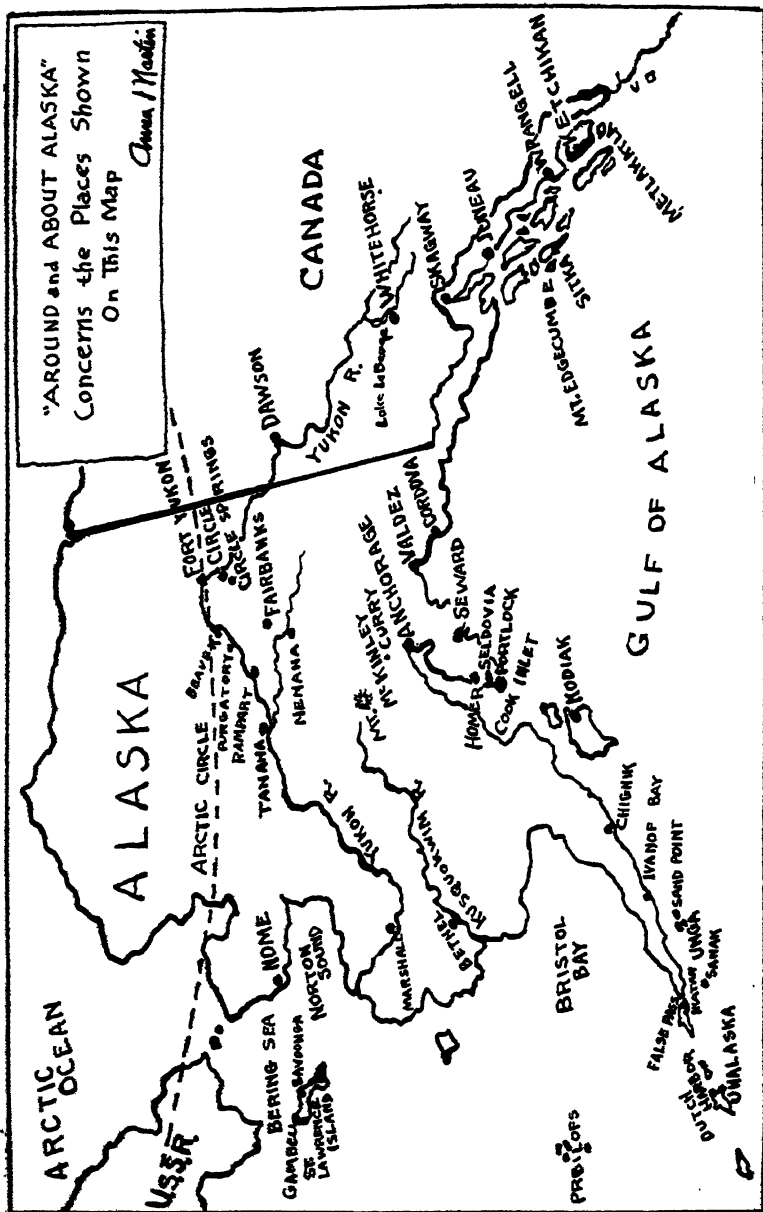 "AROUND and ABOUT ALASKA"
Concerns the Places Shown
On This Map
ARCTIC
OCEAN
U.S.S.R.
ALASKA
CANADA
ARCTIC CIRCLE
FORT YUKON
CIRCLE
CIRCLE SPRINGS
BEAVER
PURGATORY
RAMPART
TANANA
FAIRBANKS
NENANA
DAWSON
YUKON R.
Lake LaBarge
WHITEHORSE
SKAGWAY
JUNEAU
WRANGELL
KETCHIKAN
METLAKATLA
SITKA
MT. EDGECUMBE
NOME
NORTON
SOUND
BERING SEA
GAMBELL
SAVOONGA
ST.
LAWRENCE
ISLAND
YUKON R.
MARSHALL
BETHEL
KUSQUOKWIM R.
MT.
McKINLEY
CURRY
ANCHORAGE
VALDEZ
CORDOVA
SEWARD
HOMER
SELDOVIA
PORTLOCK
COOK INLET
KODIAK
GULF OF ALASKA
BRISTOL
BAY
CHIGNIK
IVANOF BAY
SAND POINT
UNGA
SANAK
IKATAN
FALSE PASS
DUTCH
HARBOR
UNALASKA
PRBILOFS